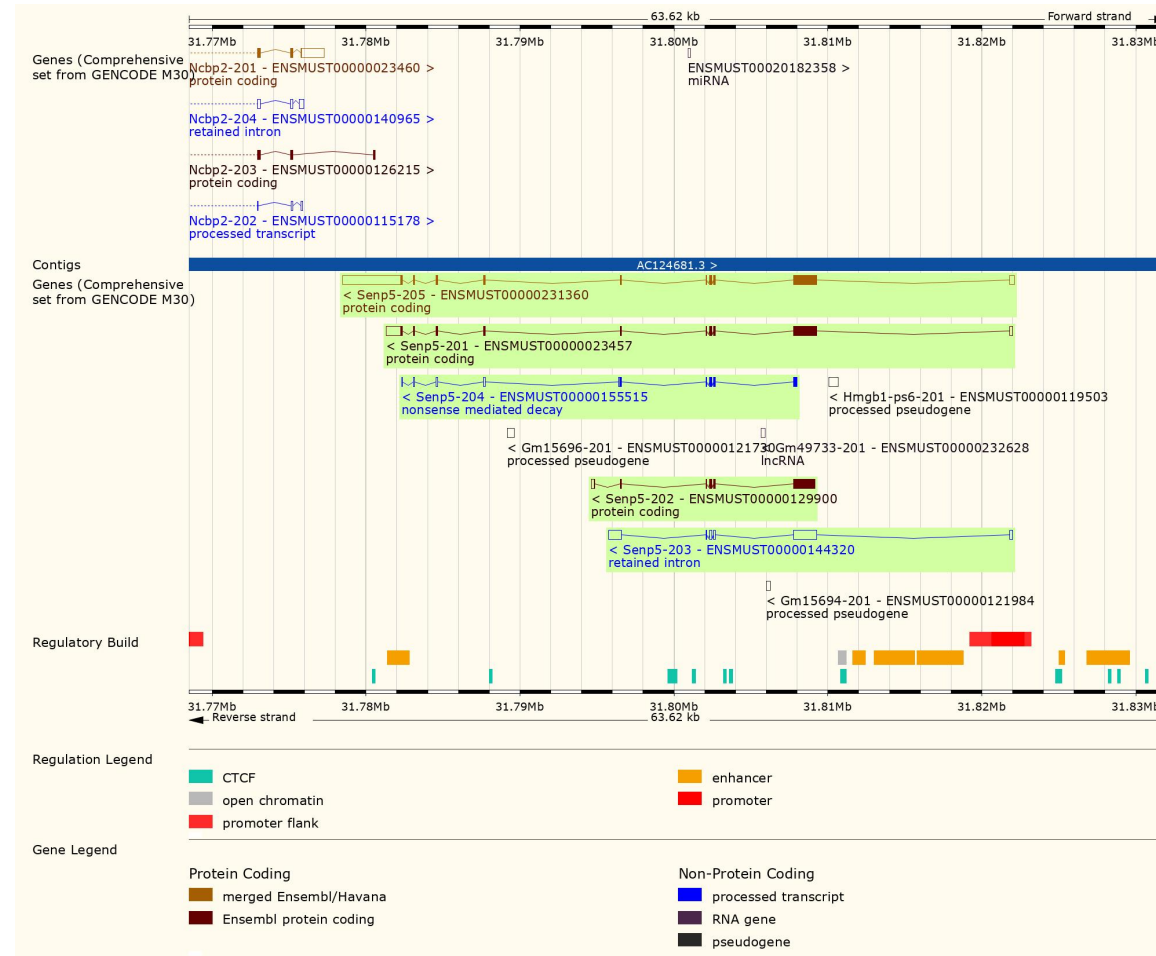 63.62 kb Forward strand
31.77Mb 31.78Mb 31.79Mb 31.80Mb 31.81Mb 31.82Mb 31.83Mb
Genes (Comprehensive
set from GENCODE M30)
Ncbp2-201 - ENSMUST00000023460 >
protein coding
ENSMUST00020182358 >
miRNA
Ncbp2-204 - ENSMUST00000140965 >
retained intron
Ncbp2-203 - ENSMUST00000126215 >
protein coding
Ncbp2-202 - ENSMUST00000115178 >
processed transcript
Contigs
AC124681.3 >
Genes (Comprehensive
set from GENCODE M30)
< Senp5-205 - ENSMUST00000231360
protein coding
< Senp5-201 - ENSMUST00000023457
protein coding
< Senp5-204 - ENSMUST00000155515
nonsense mediated decay
< Hmgb1-ps6-201 - ENSMUST00000119503
processed pseudogene
< Gm15696-201 - ENSMUST00000121730
processed pseudogene
< Gm49733-201 - ENSMUST00000232628
lncRNA
< Senp5-202 - ENSMUST00000129900
protein coding
< Senp5-203 - ENSMUST00000144320
retained intron
< Gm15694-201 - ENSMUST00000121984
processed pseudogene
Regulatory Build
31.77Mb 31.78Mb 31.79Mb 31.80Mb 31.81Mb 31.82Mb 31.83Mb
Reverse strand 63.62 kb
Regulation Legend
CTCF
enhancer
open chromatin
promoter
promoter flank
Gene Legend
Protein Coding
Non-Protein Coding
merged Ensembl/Havana
processed transcript
Ensembl protein coding
RNA gene
pseudogene